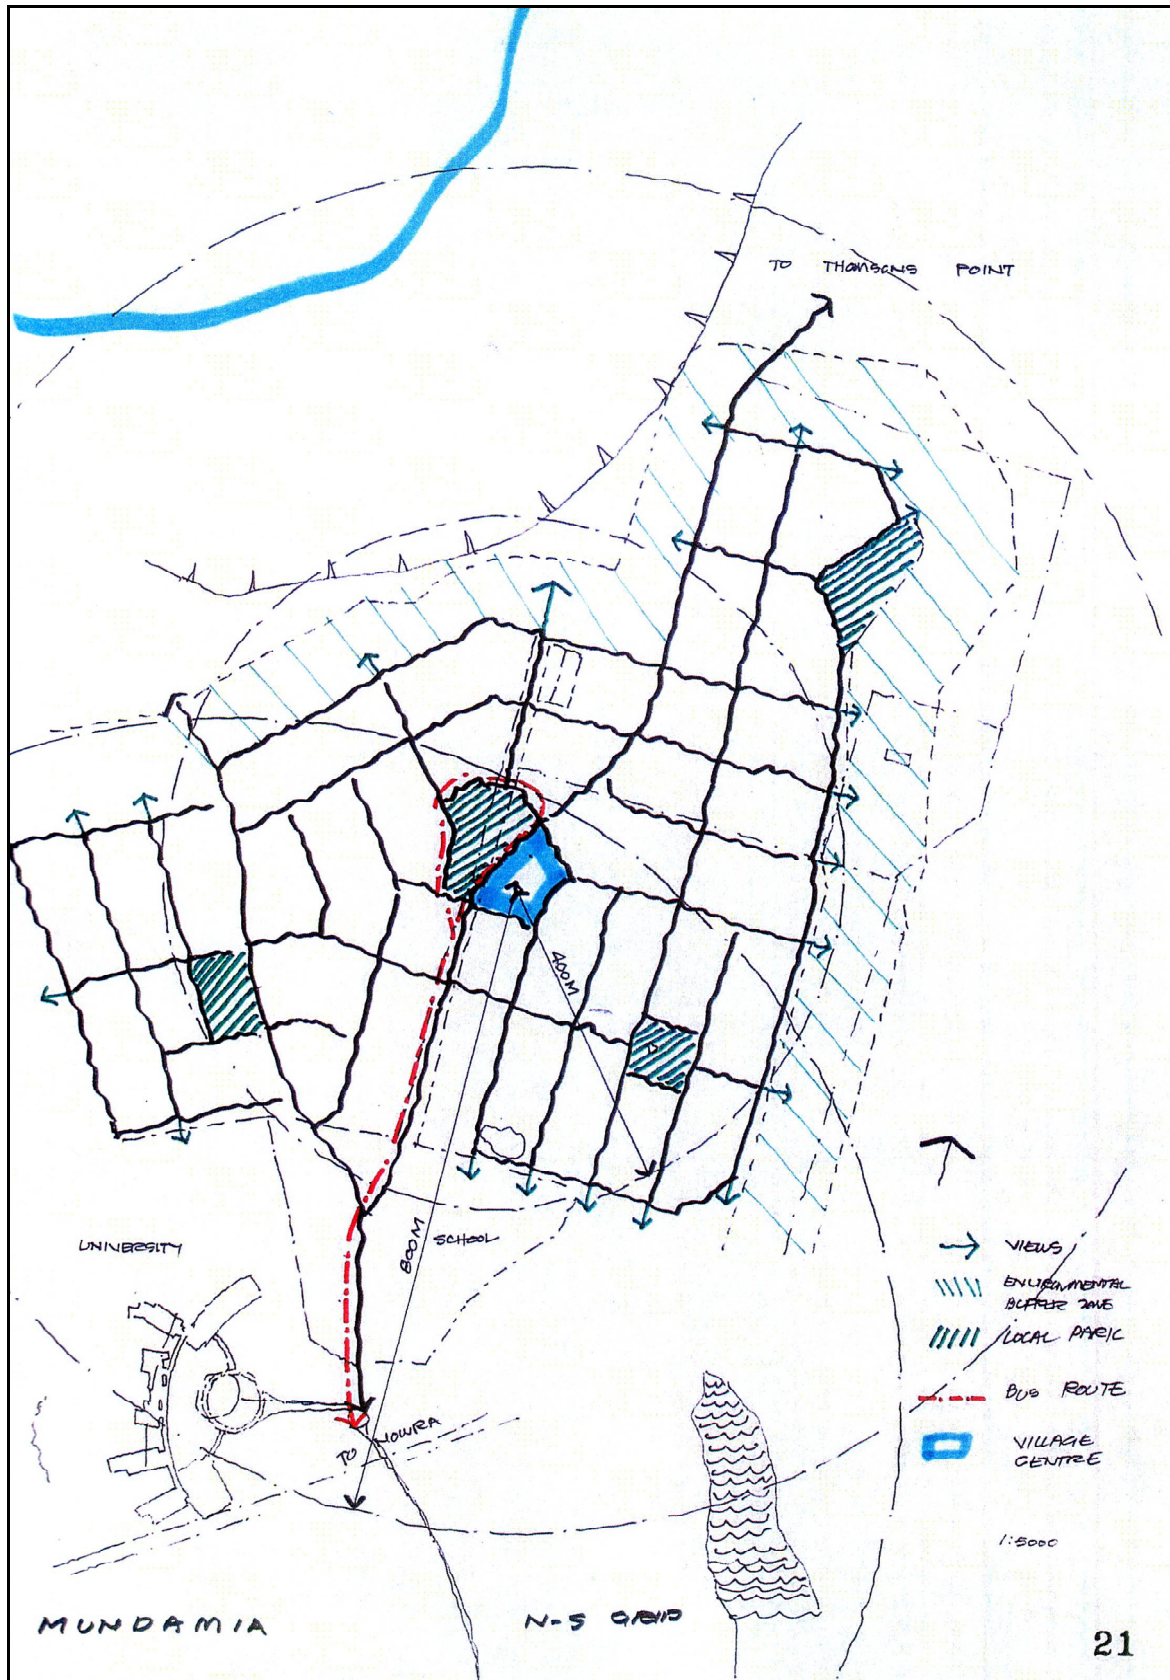 TO THOMSONS POINT
400M
800M
SCHOOL
UNIVERSITY
TO NOWRA
VIEWS
ENVIRONMENTAL
BUFFER ZONE
LOCAL PARK
BUS ROUTE
VILLAGE
CENTRE
1:5000
MUNDAMIA
N-S GRID
21